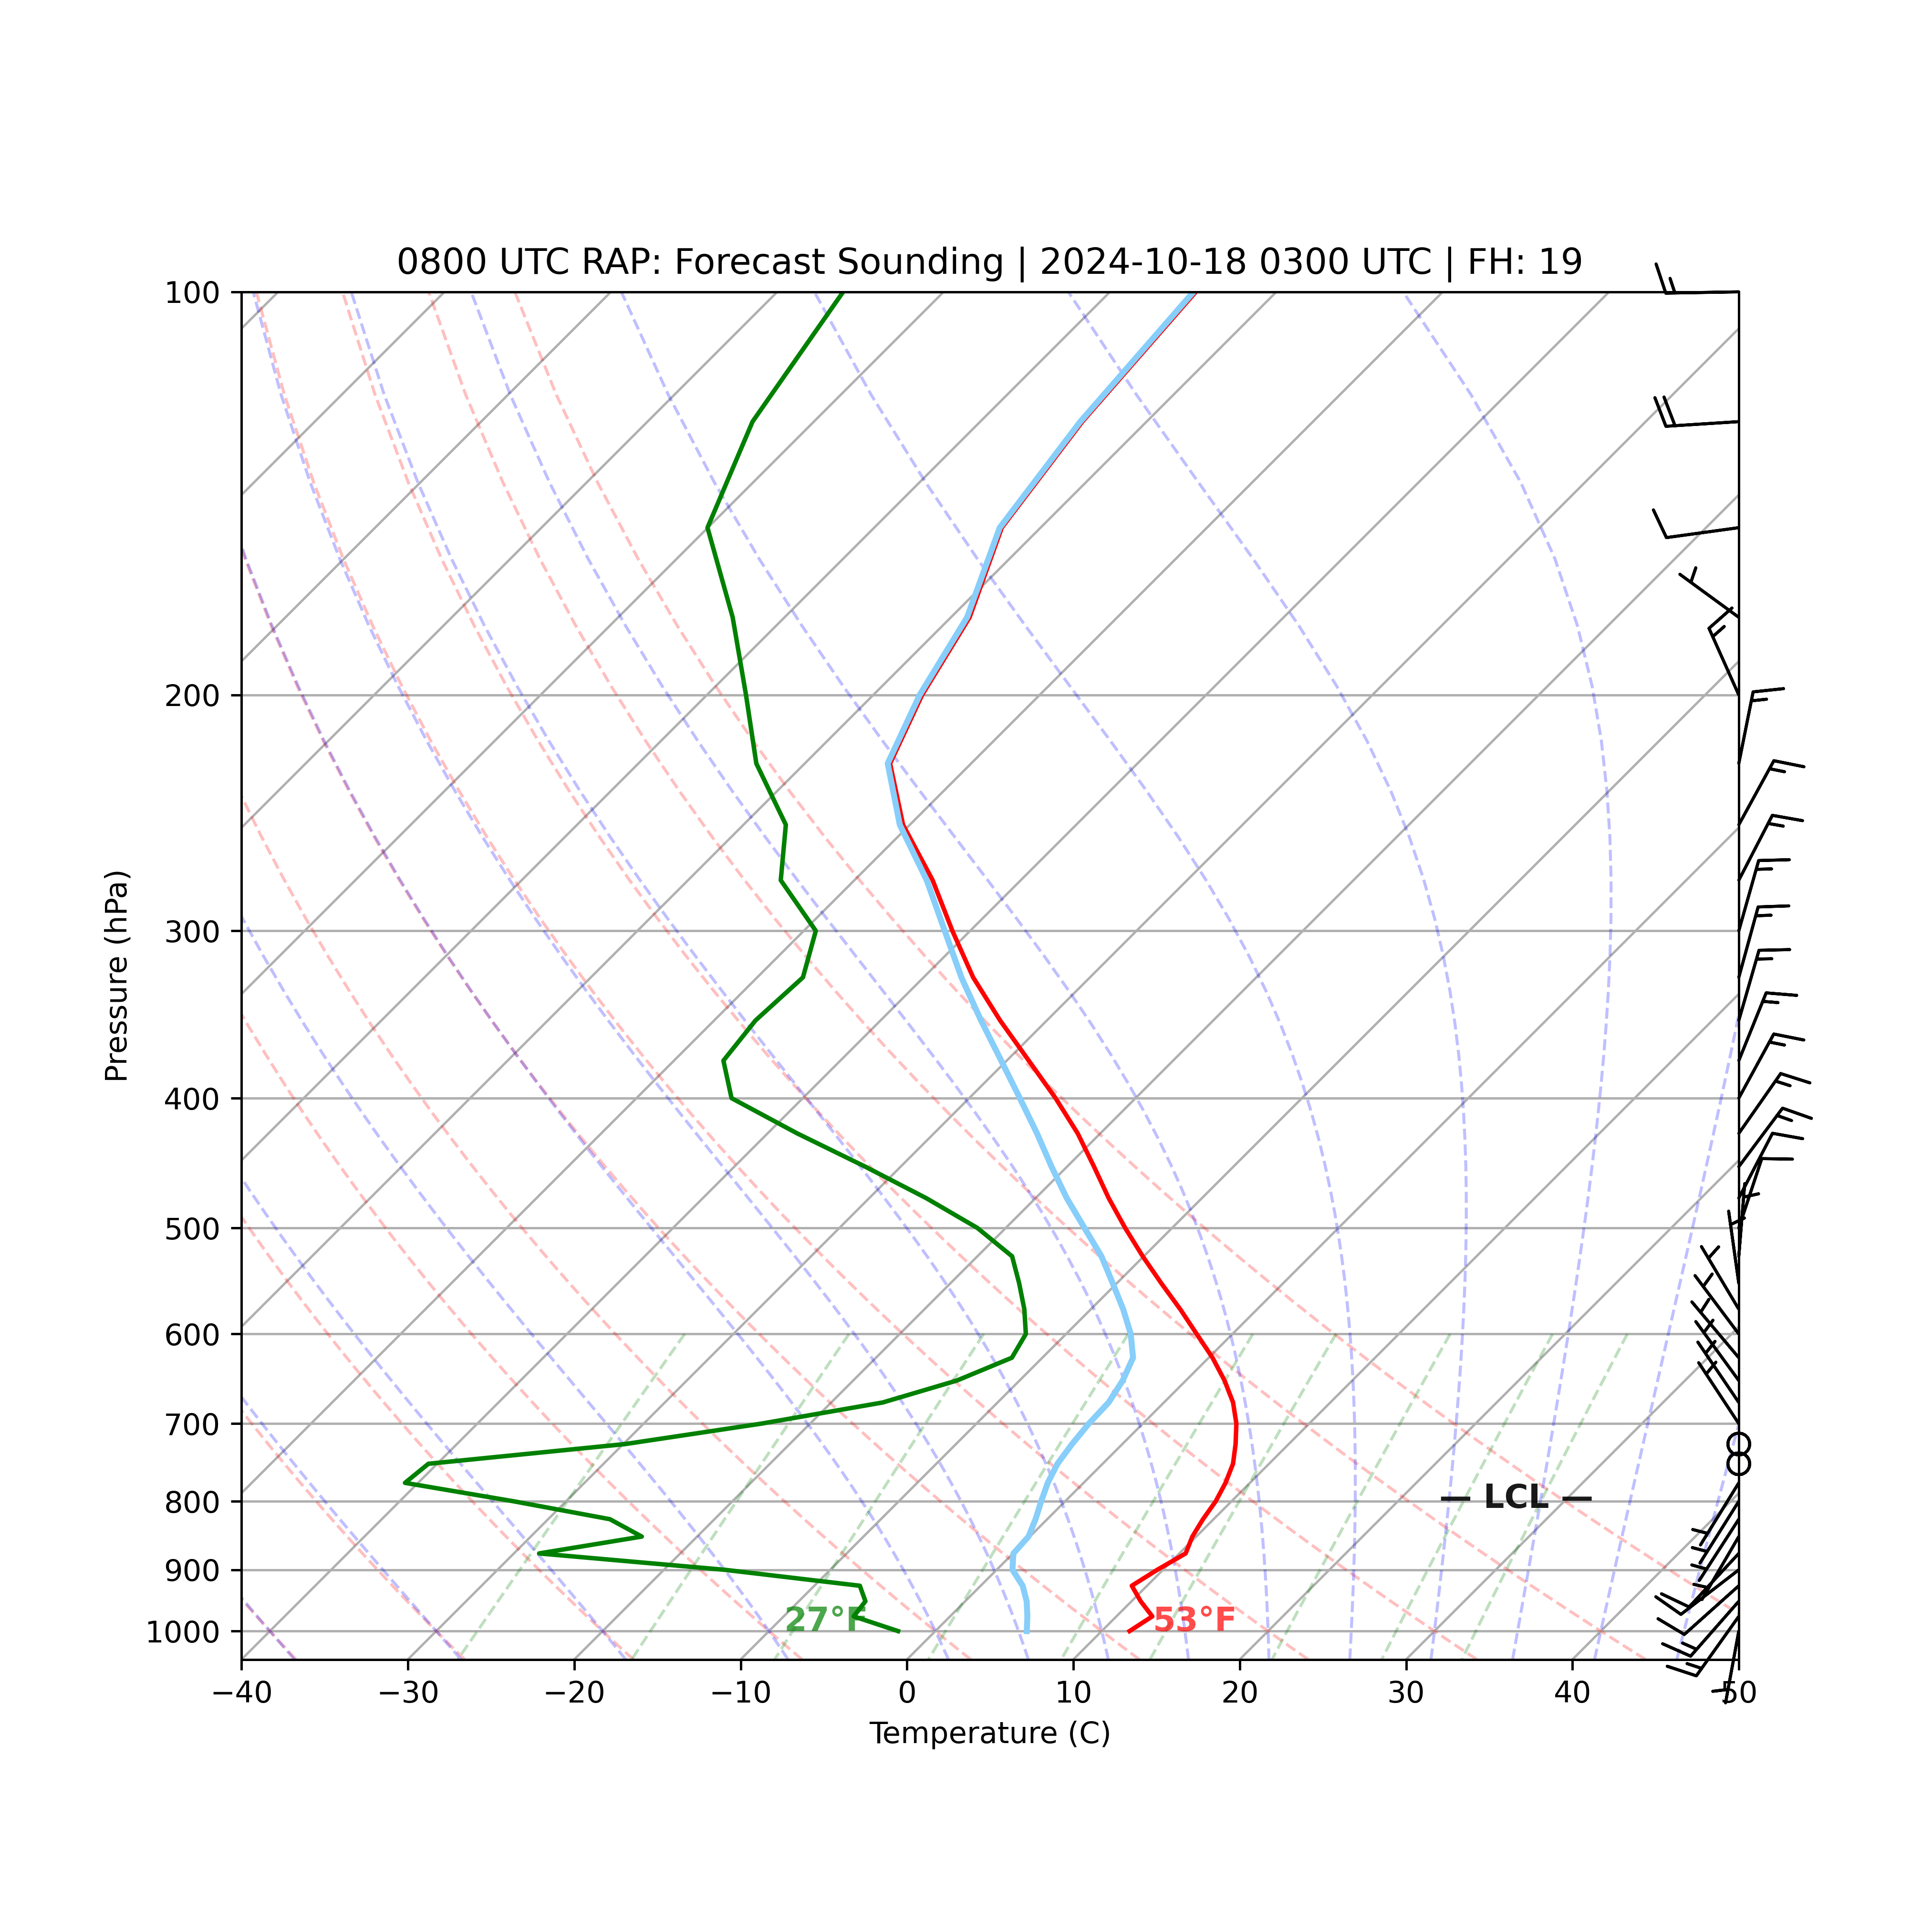 0800 UTC RAP: Forecast Sounding | 2024-10-18 0300 UTC | FH: 19
100
200
300
400
500
600
700
800
900
1000
Pressure (hPa)
— LCL —
27°F
53°F
−40 −30 −20 −10 0 10 20 30 40 50
Temperature (C)